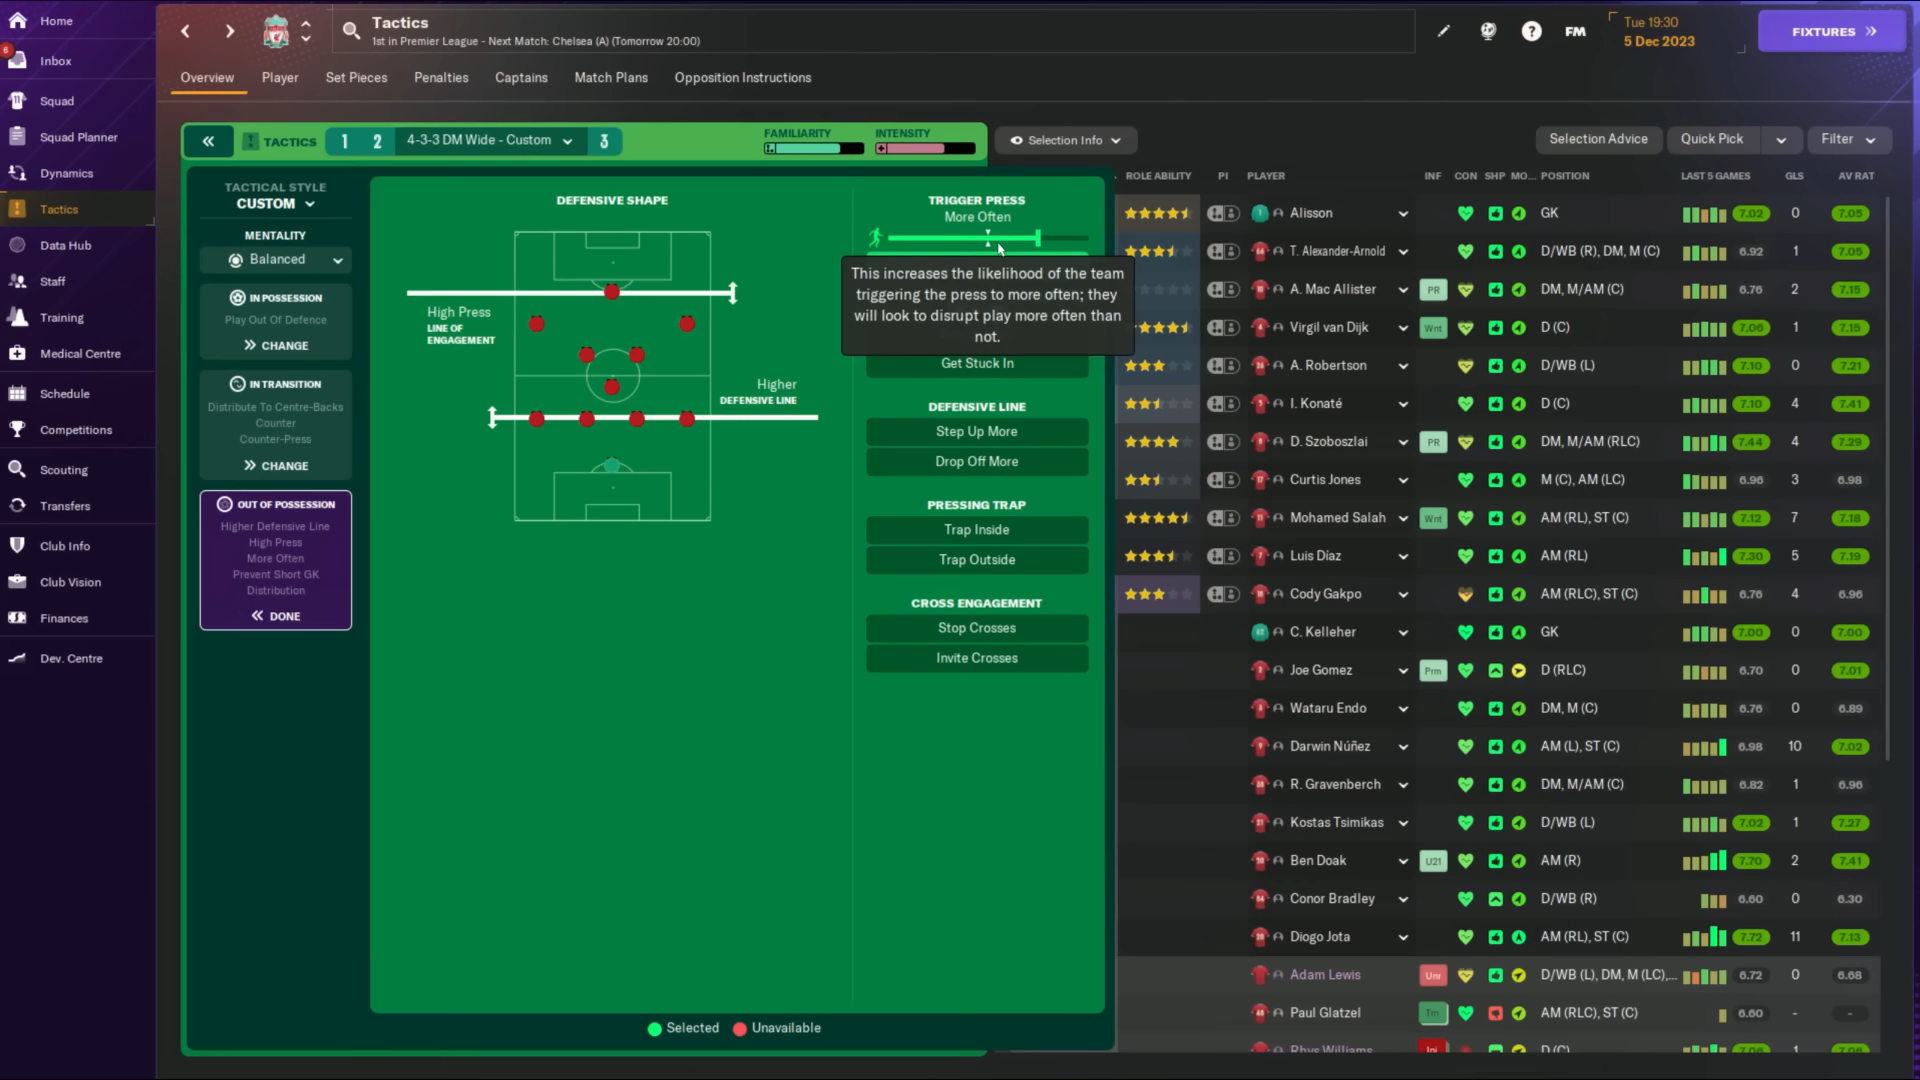 Home
6
Inbox
Squad
Squad Planner
Dynamics
Tactics
Data Hub
Staff
Training
Medical Centre
Schedule
Competitions
Scouting
Transfers
Club Info
Club Vision
Finances
Dev. Centre
Tactics
1st in Premier League - Next Match: Chelsea (A) (Tomorrow 20:00)
FM
Tue 19:30
5 Dec 2023
FIXTURES
Overview
Player
Set Pieces
Penalties
Captains
Match Plans
Opposition Instructions
TACTICS
1
2
4-3-3 DM Wide - Custom
3
FAMILIARITY
INTENSITY
Selection Info
Selection Advice
Quick Pick
Filter
TACTICAL STYLE
CUSTOM
MENTALITY
Balanced
IN POSSESSION
Play Out Of Defence
CHANGE
IN TRANSITION
Distribute To Centre-Backs
Counter
Counter-Press
CHANGE
OUT OF POSSESSION
Higher Defensive Line
High Press
More Often
Prevent Short GK
Distribution
DONE
DEFENSIVE SHAPE
High Press
LINE OF
ENGAGEMENT
Higher
DEFENSIVE LINE
TRIGGER PRESS
More Often
This increases the likelihood of the team
triggering the press to more often; they
will look to disrupt play more often than
not.
Get Stuck In
DEFENSIVE LINE
Step Up More
Drop Off More
PRESSING TRAP
Trap Inside
Trap Outside
CROSS ENGAGEMENT
Stop Crosses
Invite Crosses
Selected
Unavailable
ROLE ABILITY PI PLAYER INF CON SHP MO... POSITION LAST 5 GAMES GLS AV RAT
Alisson GK 7.02 0 7.05
T. Alexander-Arnold D/WB (R), DM, M (C) 6.92 1 7.05
A. Mac Allister PR DM, M/AM (C) 6.76 2 7.15
Virgil van Dijk Wnt D (C) 7.06 1 7.15
A. Robertson D/WB (L) 7.10 0 7.21
I. Konaté D (C) 7.10 4 7.41
D. Szoboszlai PR DM, M/AM (RLC) 7.44 4 7.29
Curtis Jones M (C), AM (LC) 6.96 3 6.98
Mohamed Salah Wnt AM (RL), ST (C) 7.12 7 7.18
Luis Díaz AM (RL) 7.30 5 7.19
Cody Gakpo AM (RLC), ST (C) 6.76 4 6.96
C. Kelleher GK 7.00 0 7.00
Joe Gomez Prm D (RLC) 6.70 0 7.01
Wataru Endo DM, M (C) 6.76 0 6.89
Darwin Núñez AM (L), ST (C) 6.98 10 7.02
R. Gravenberch DM, M/AM (C) 6.82 1 6.96
Kostas Tsimikas D/WB (L) 7.02 1 7.27
Ben Doak U21 AM (R) 7.70 2 7.41
Conor Bradley D/WB (R) 6.60 0 6.30
Diogo Jota AM (RL), ST (C) 7.72 11 7.13
Adam Lewis Unr D/WB (L), DM, M (LC),... 6.72 0 6.68
Paul Glatzel Trn AM (RLC), ST (C) 6.60 - -
Rhys Williams Inj D (C) 7.06 1